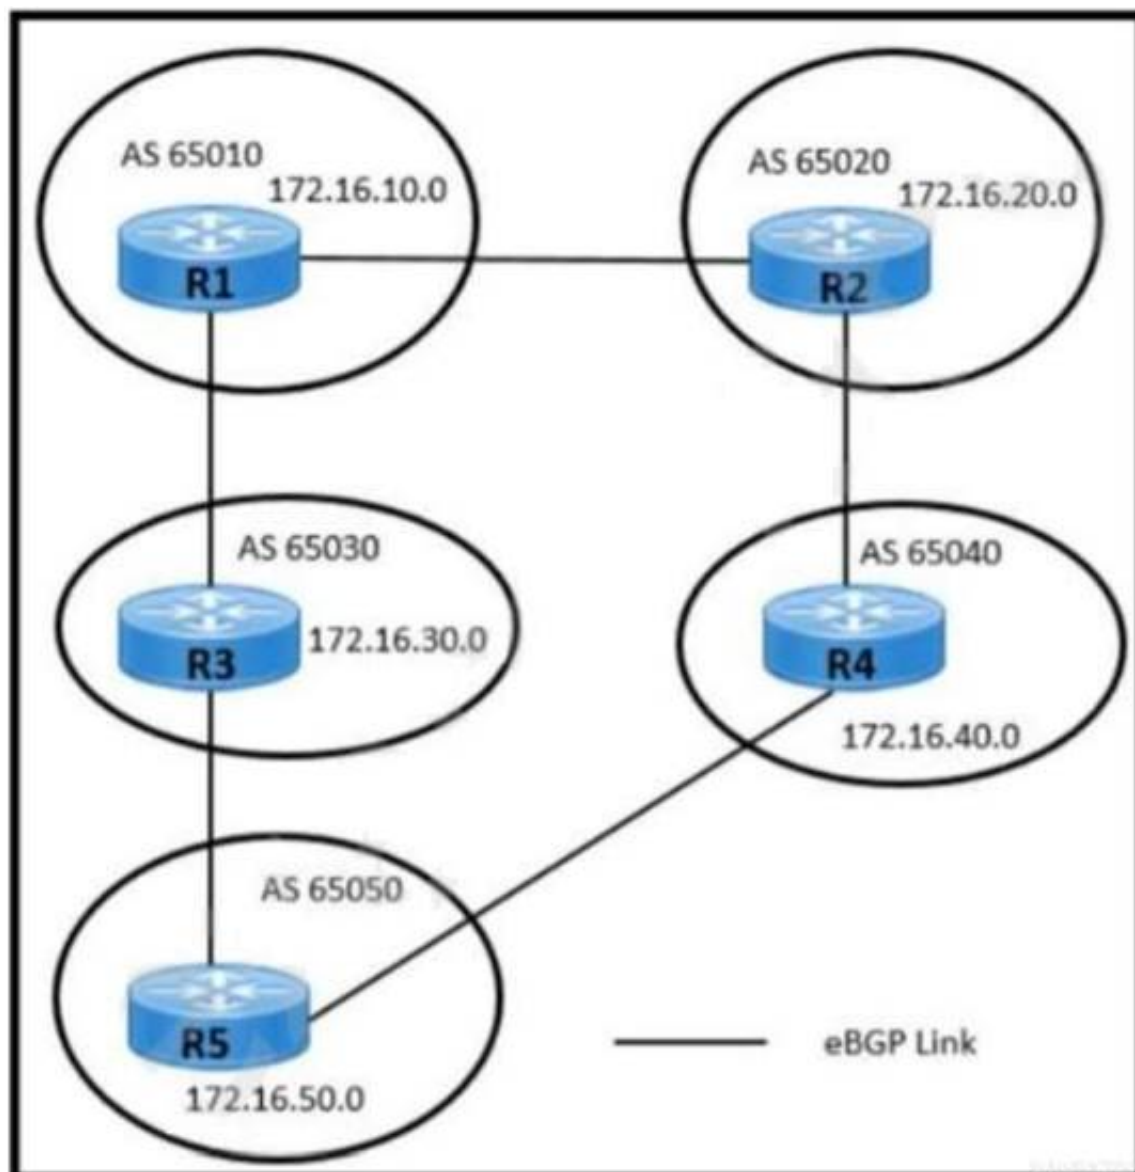 AS 65010
172.16.10.0
R1
AS 65020
172.16.20.0
R2
AS 65030
172.16.30.0
R3
AS 65040
R4
172.16.40.0
AS 65050
R5
172.16.50.0
eBGP Link